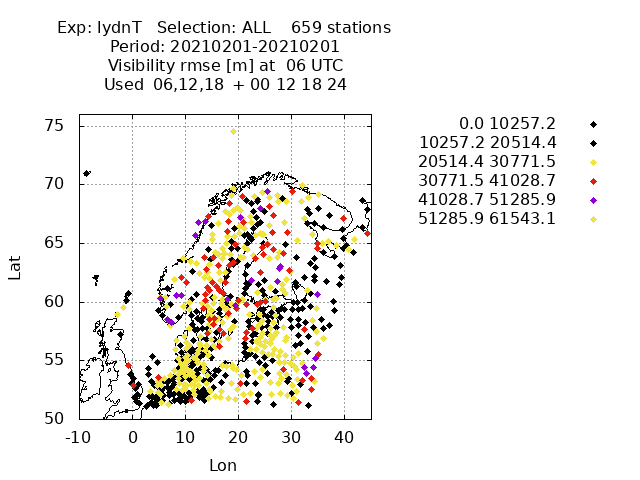 Exp: IydnT   Selection: ALL    659 stations
Period: 20210201-20210201
Visibility rmse [m] at  06 UTC
Used  06,12,18  + 00 12 18 24
0.0 10257.2
10257.2 20514.4
20514.4 30771.5
30771.5 41028.7
41028.7 51285.9
51285.9 61543.1
75
70
65
60
55
50
Lat
-10 0 10 20 30 40
Lon